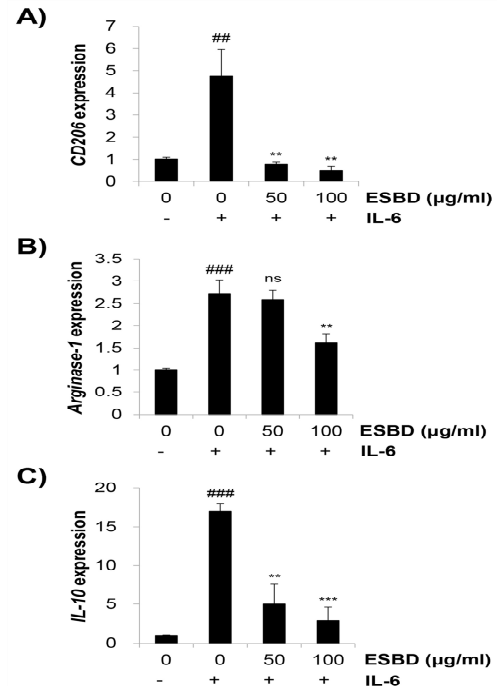 A)
CD206 expression
7
6
5
4
3
2
1
0
##
**
**
0 0 50 100 ESBD (µg/ml)
- + + + IL-6
B)
Arginase-1 expression
3.5
3
2.5
2
1.5
1
0.5
0
###
ns
**
0 0 50 100 ESBD (µg/ml)
- + + + IL-6
C)
IL-10 expression
20
15
10
5
0
###
**
***
0 0 50 100 ESBD (µg/ml)
- + + + IL-6